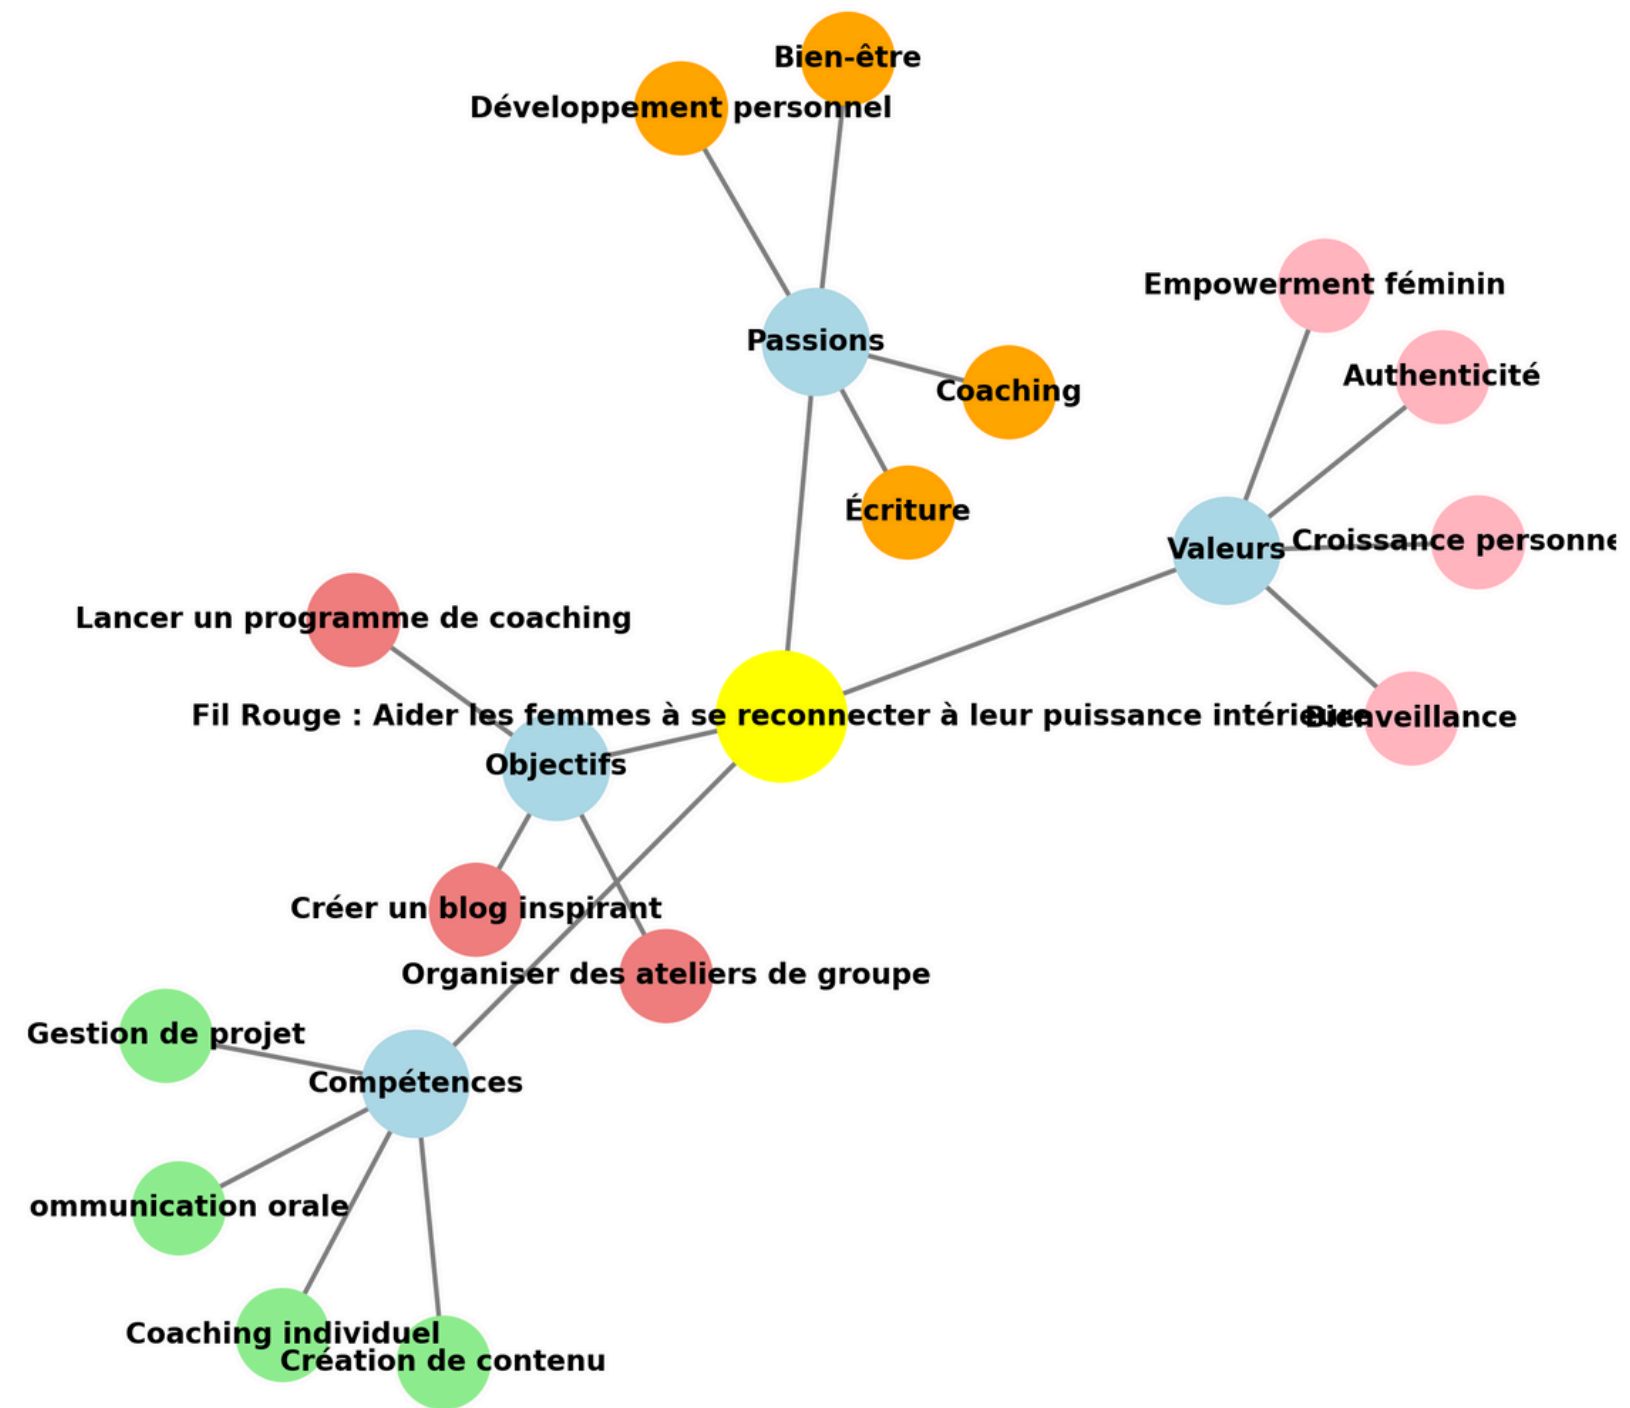 Bien-être
Développement personnel
Empowerment féminin
Passions
Authenticité
Coaching
Écriture
Croissance personne
Valeurs
Lancer un programme de coaching
Fil Rouge : Aider les femmes à se reconnecter à leur puissance intérieure
Bienveillance
Objectifs
Créer un blog inspirant
Organiser des ateliers de groupe
Gestion de projet
Compétences
ommunication orale
Coaching individuel
Création de contenu